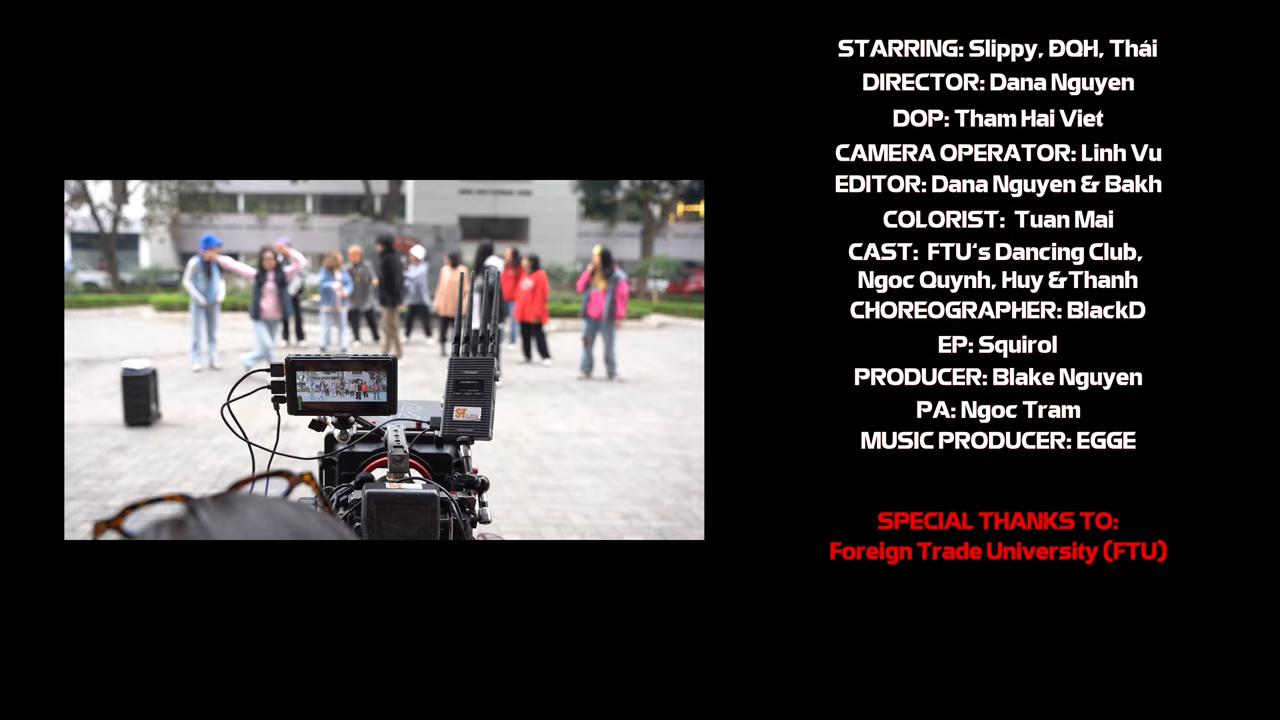 STARRING: Slippy, ĐQH, Thái
DIRECTOR: Dana Nguyen
DOP: Tham Hai Viet
CAMERA OPERATOR: Linh Vu
EDITOR: Dana Nguyen & Bakh
COLORIST: Tuan Mai
CAST: FTU‘s Dancing Club,
Ngoc Quynh, Huy &Thanh
CHOREOGRAPHER: BlackD
EP: Squirol
PRODUCER: Blake Nguyen
PA: Ngoc Tram
MUSIC PRODUCER: EGGE
SPECIAL THANKS TO:
Foreign Trade University (FTU)